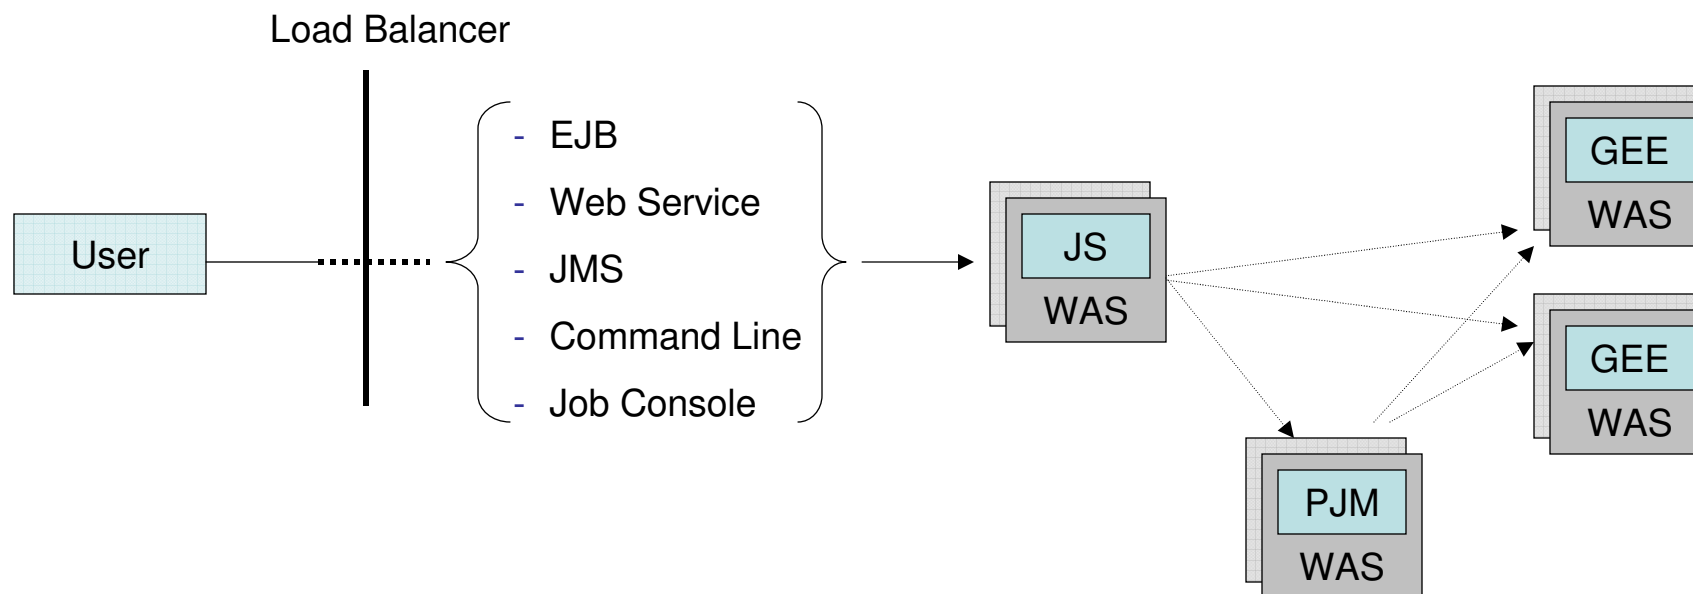 Load Balancer
User
- EJB
- Web Service
- JMS
- Command Line
- Job Console
JS
WAS
GEE
WAS
GEE
WAS
PJM
WAS